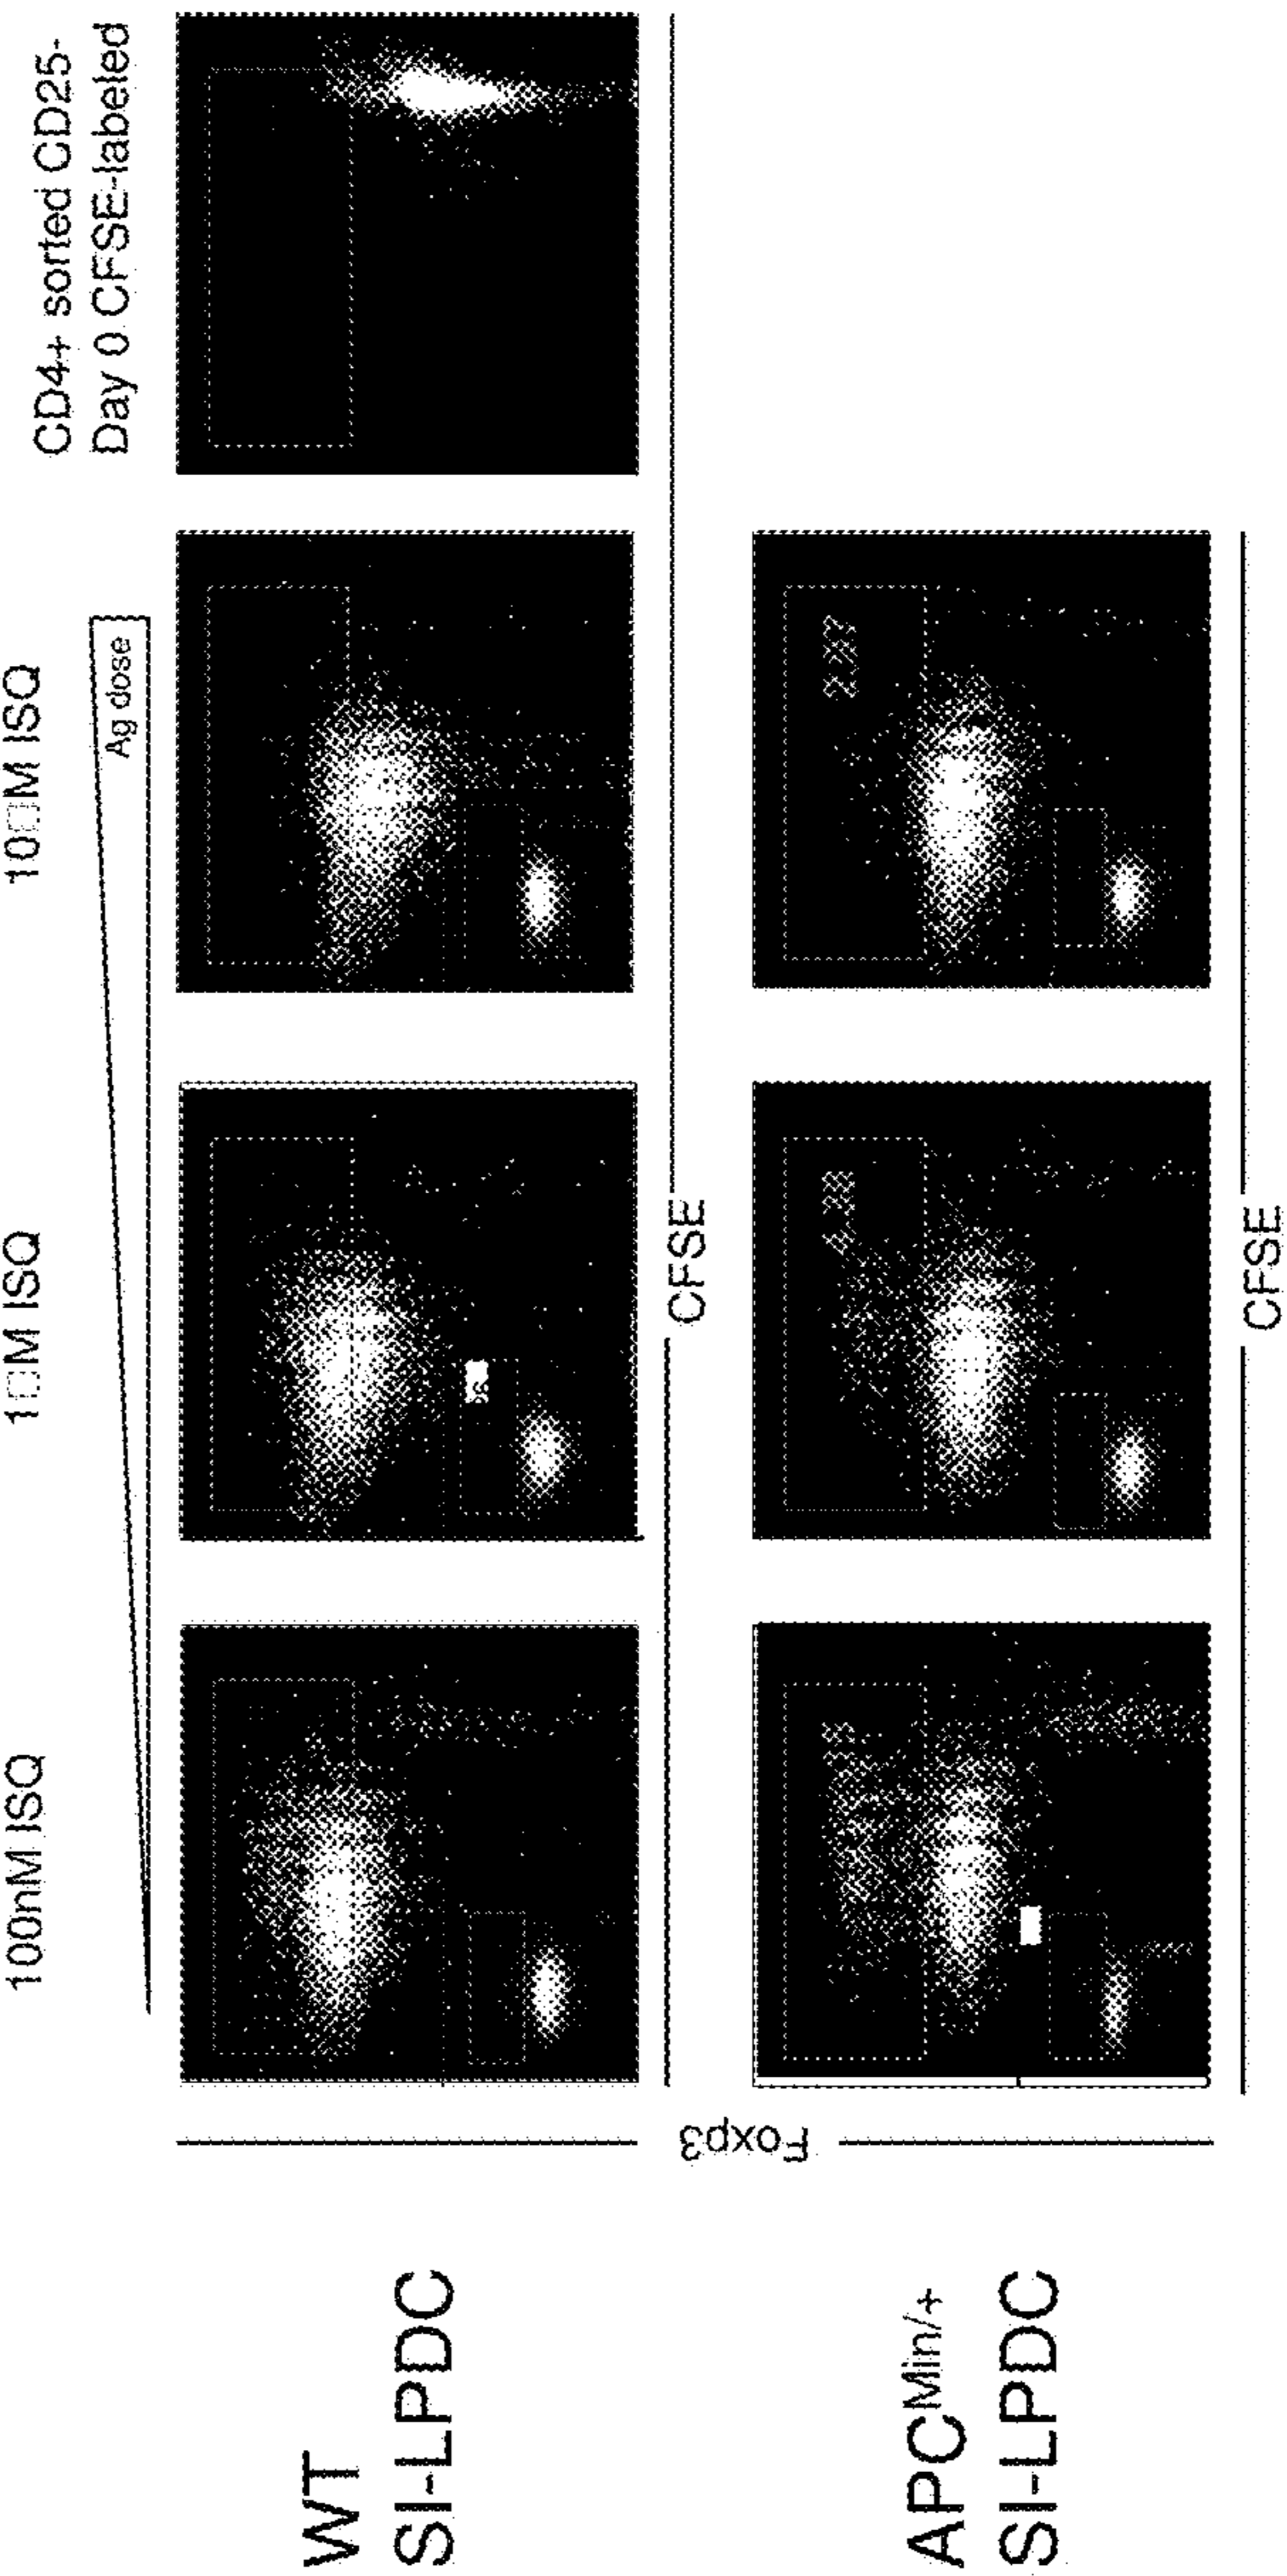 100nM ISQ
1□M ISQ
10□M ISQ
CD4+ sorted CD25-
Day 0 CFSE-labeled
Ag dose
WT
SI-LPDC
Foxp3
CFSE
APCMin/+
SI-LPDC
CFSE